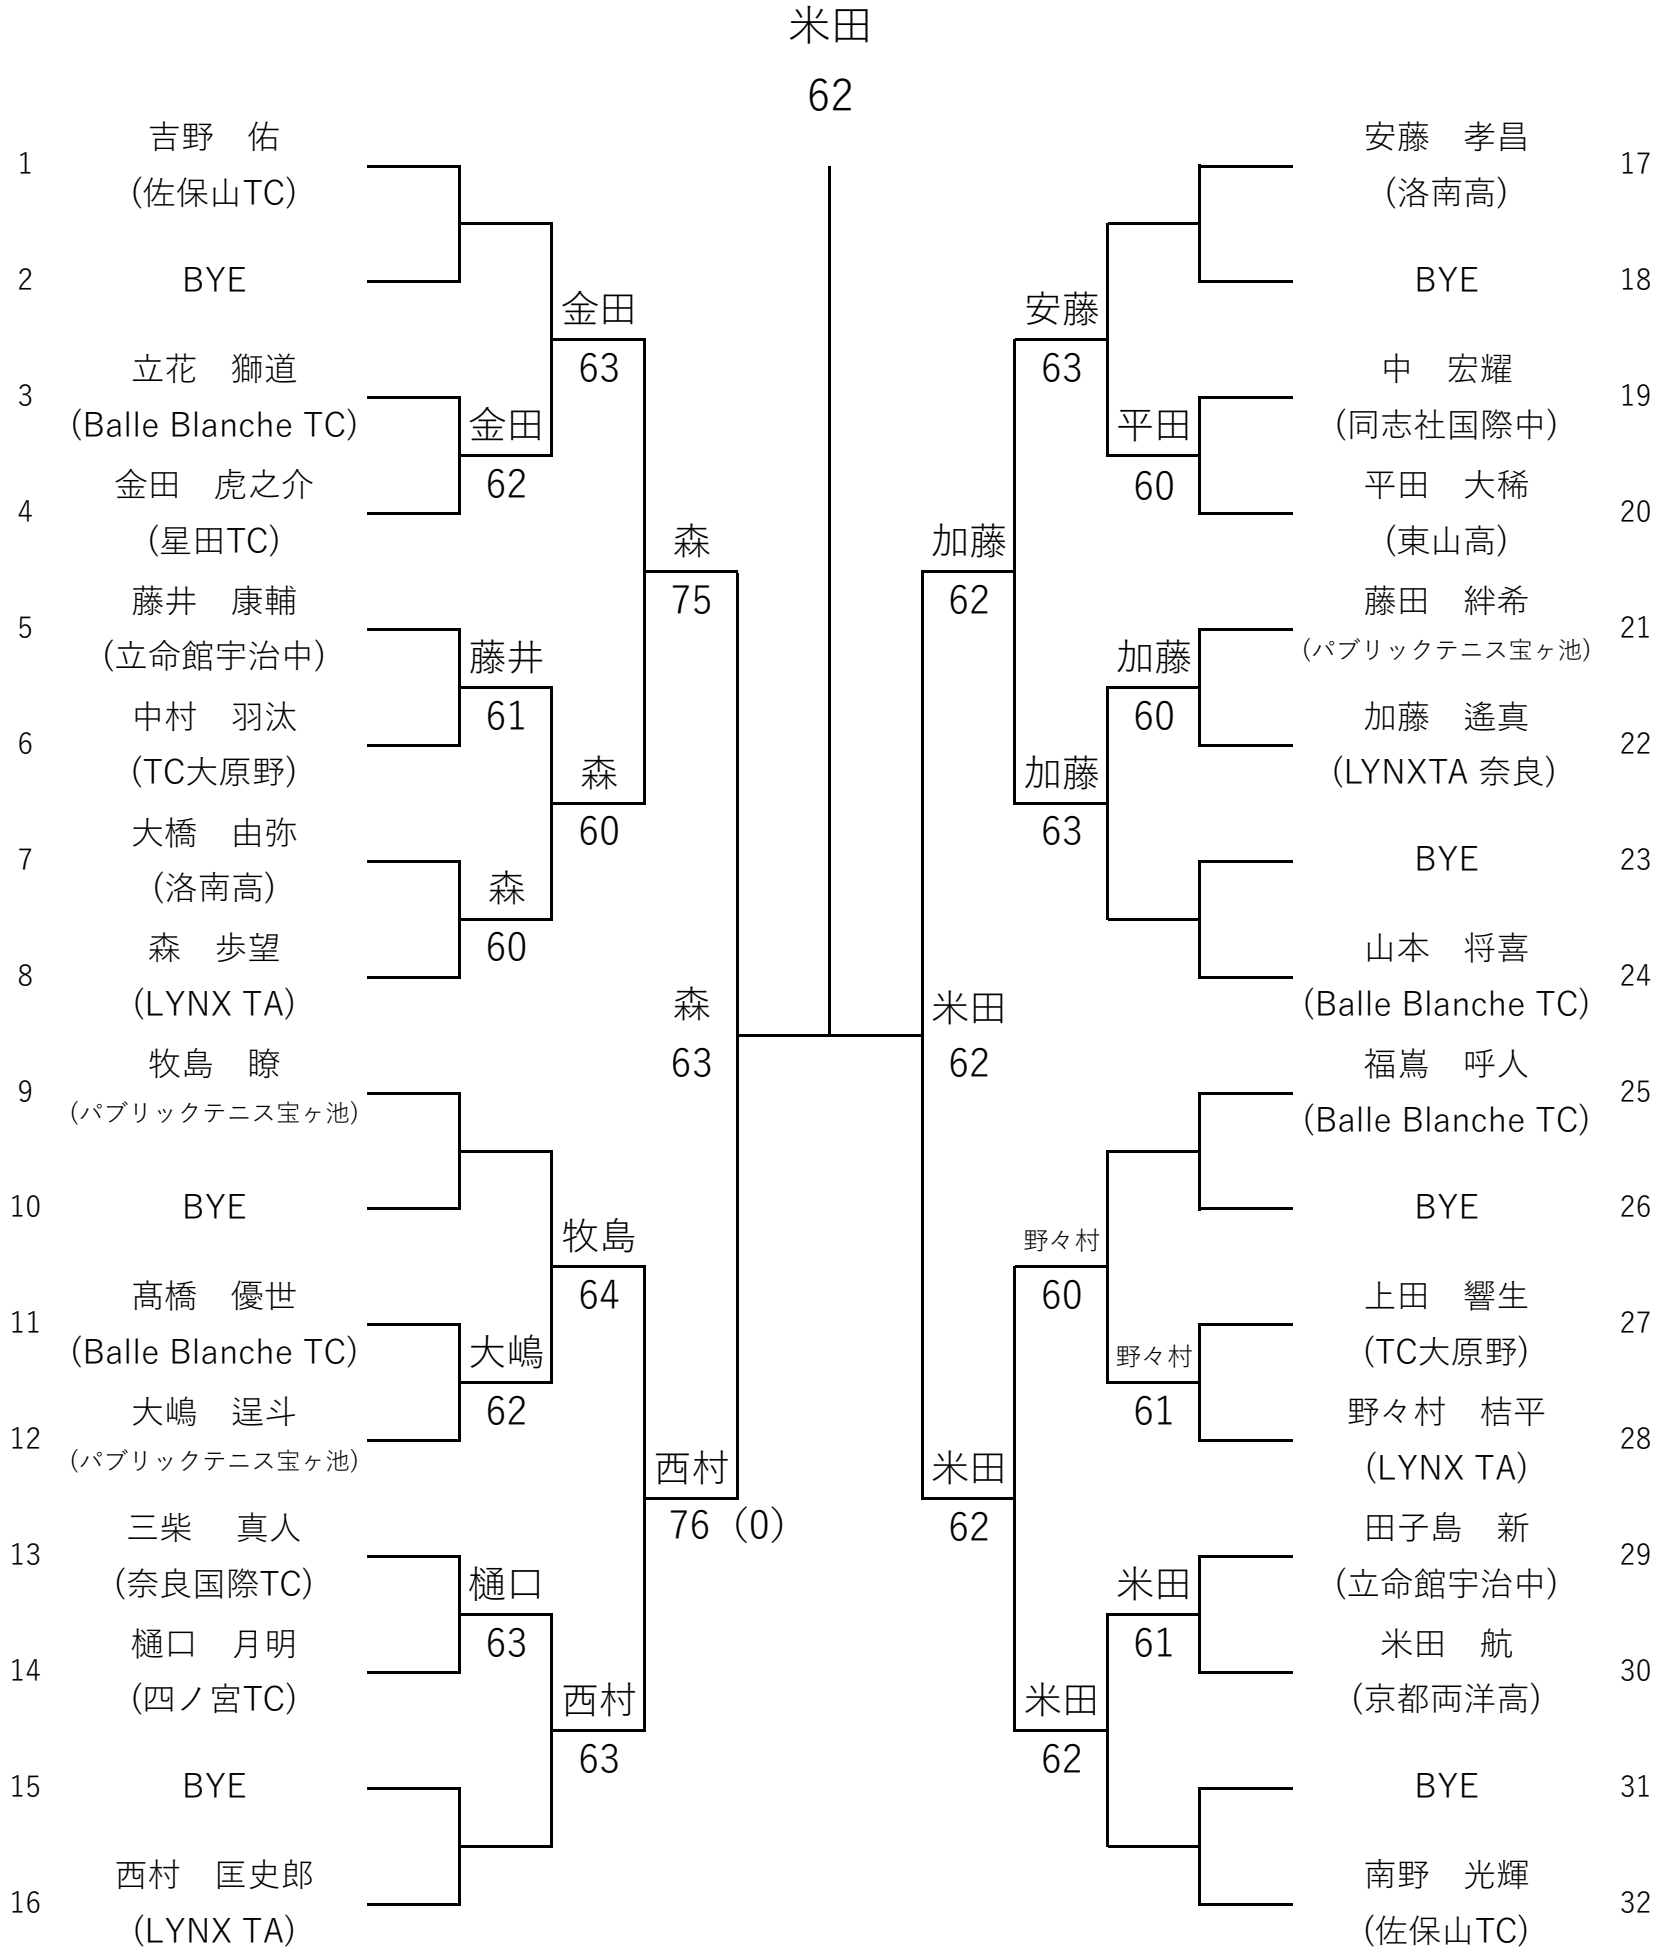 米田
62
1
吉野　佑
(佐保山TC)
2
BYE
3
立花　獅道
(Balle Blanche TC)
4
金田　虎之介
(星田TC)
5
藤井　康輔
(立命館宇治中)
6
中村　羽汰
(TC大原野)
7
大橋　由弥
(洛南高)
8
森　歩望
(LYNX TA)
9
牧島　瞭
(パブリックテニス宝ヶ池)
10
BYE
11
髙橋　優世
(Balle Blanche TC)
12
大嶋　逞斗
(パブリックテニス宝ヶ池)
13
三柴　真人
(奈良国際TC)
14
樋口　月明
(四ノ宮TC)
15
BYE
16
西村　匡史郎
(LYNX TA)
金田
62
藤井
61
森
60
大嶋
62
樋口
63
金田
63
森
60
牧島
64
西村
63
森
75
西村
76（0）
森
63
米田
62
加藤
62
米田
62
安藤
63
加藤
63
野々村
60
米田
62
平田
60
加藤
60
野々村
61
米田
61
安藤　孝昌
(洛南高)
17
BYE
18
中　宏耀
(同志社国際中)
19
平田　大稀
(東山高)
20
藤田　絆希
(パブリックテニス宝ヶ池)
21
加藤　遙真
(LYNXTA 奈良)
22
BYE
23
山本　将喜
(Balle Blanche TC)
24
福嶌　呼人
(Balle Blanche TC)
25
BYE
26
上田　響生
(TC大原野)
27
野々村　桔平
(LYNX TA)
28
田子島　新
(立命館宇治中)
29
米田　航
(京都両洋高)
30
BYE
31
南野　光輝
(佐保山TC)
32